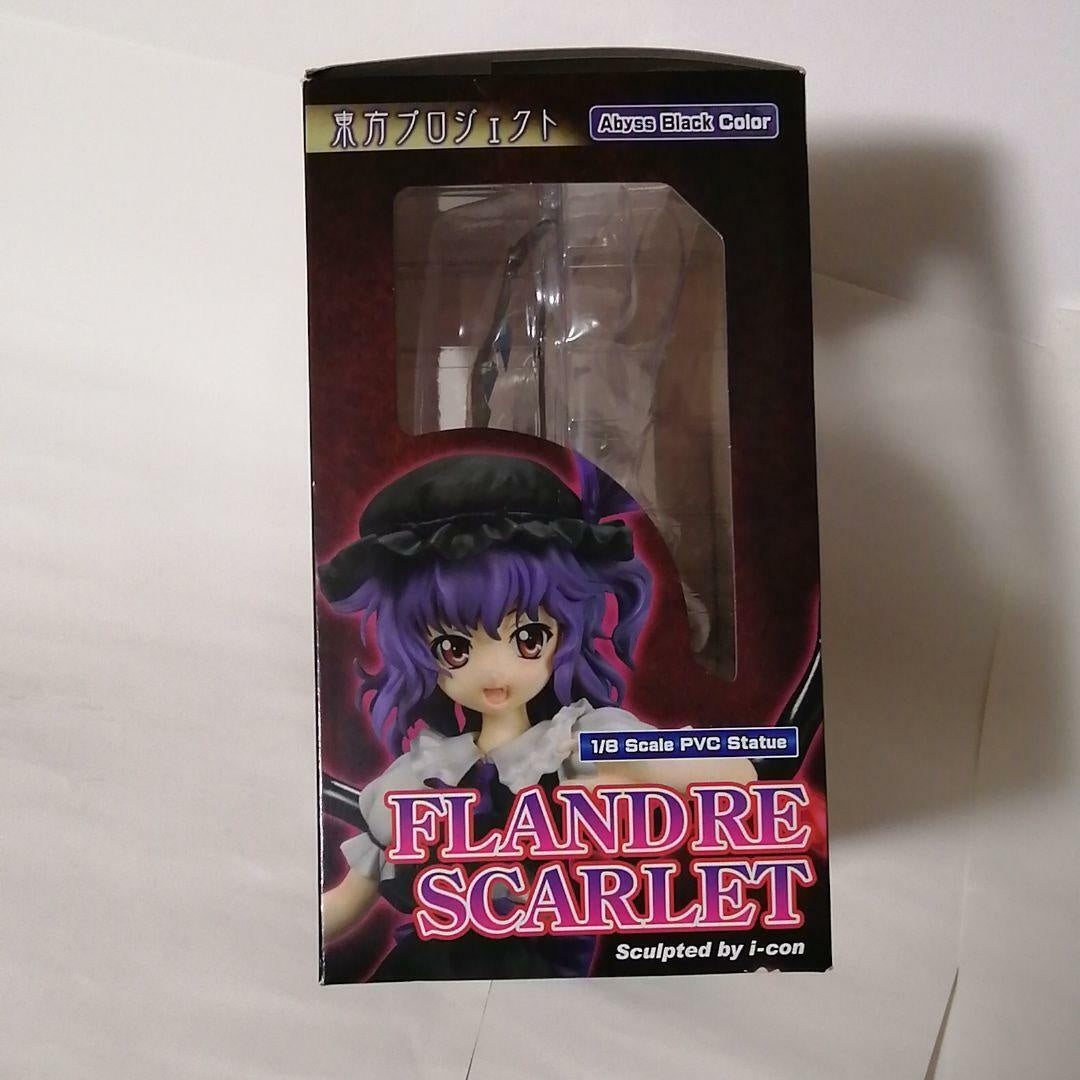 東方プロジェクト
Abyss Black Color
1/8 Scale PVC Statue
FLANDRE
SCARLET
Sculpted by i-con